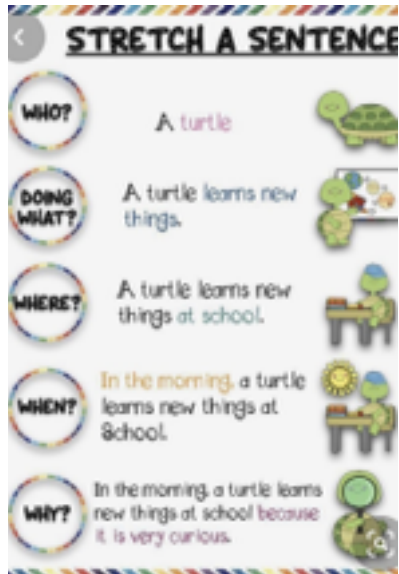 STRETCH A SENTENCE
WHO?
A turtle
DOING
WHAT?
A turtle learns new
things.
WHERE?
A turtle learns new
things at school.
WHEN?
In the morning, a turtle
learns new things at
School.
WHY?
In the morning, a turtle learns
new things at school because
it is very curious.